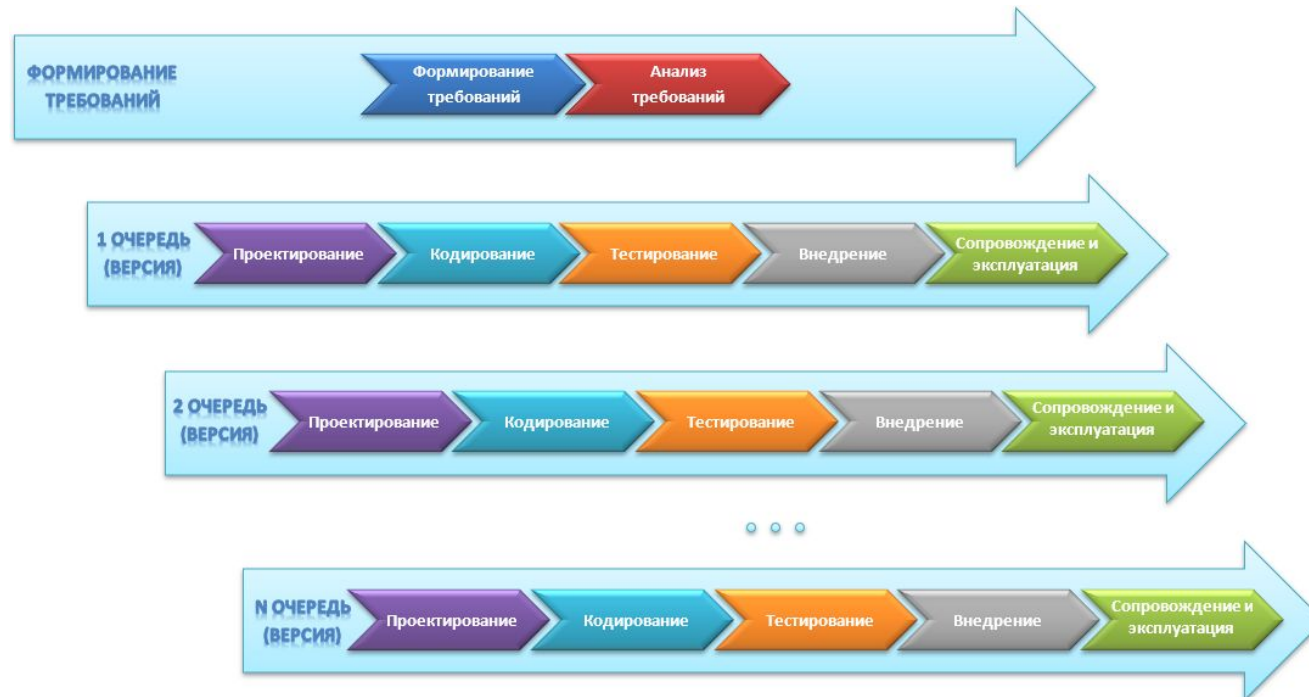 ФОРМИРОВАНИЕ
ТРЕБОВАНИЙ
Формирование
требований
Анализ
требований
1 ОЧЕРЕДЬ
(ВЕРСИЯ)
Проектирование
Кодирование
Тестирование
Внедрение
Сопровождение и
эксплуатация
2 ОЧЕРЕДЬ
(ВЕРСИЯ)
Проектирование
Кодирование
Тестирование
Внедрение
Сопровождение и
эксплуатация
N ОЧЕРЕДЬ
(ВЕРСИЯ)
Проектирование
Кодирование
Тестирование
Внедрение
Сопровождение и
эксплуатация